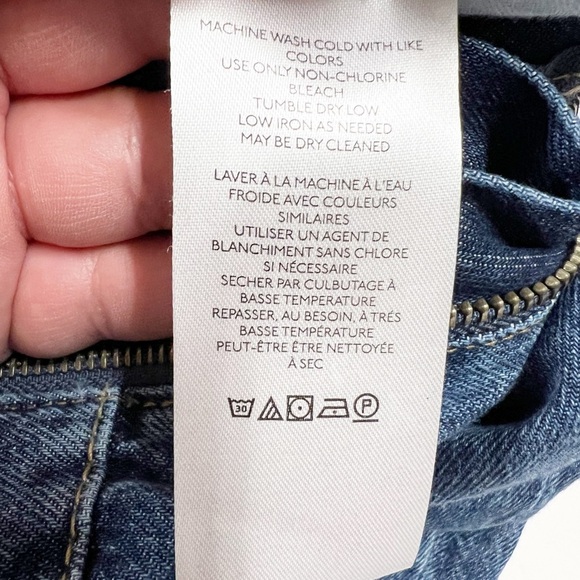 MACHINE WASH COLD WITH LIKE
COLORS
USE ONLY NON-CHLORINE
BLEACH
TUMBLE DRY LOW
LOW IRON AS NEEDED
MAY BE DRY CLEANED
LAVER À LA MACHINE À L'EAU
FROIDE AVEC COULEURS
SIMILAIRES
UTILISER UN AGENT DE
BLANCHIMENT SANS CHLORE
SI NÉCESSAIRE
SECHER PAR CULBUTAGE À
BASSE TEMPERATURE
REPASSER, AU BESOIN, À TRÉS
BASSE TEMPÉRATURE
PEUT-ÊTRE ÊTRE NETTOYÉE
À SEC
30 P